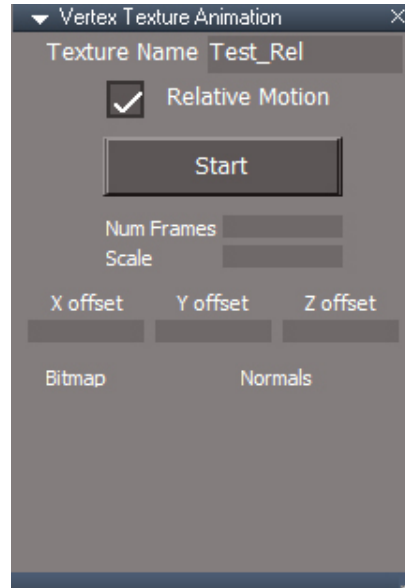 Vertex Texture Animation
Texture Name Test_Rel
Relative Motion
Start
Num Frames
Scale
X offset Y offset Z offset
Bitmap Normals